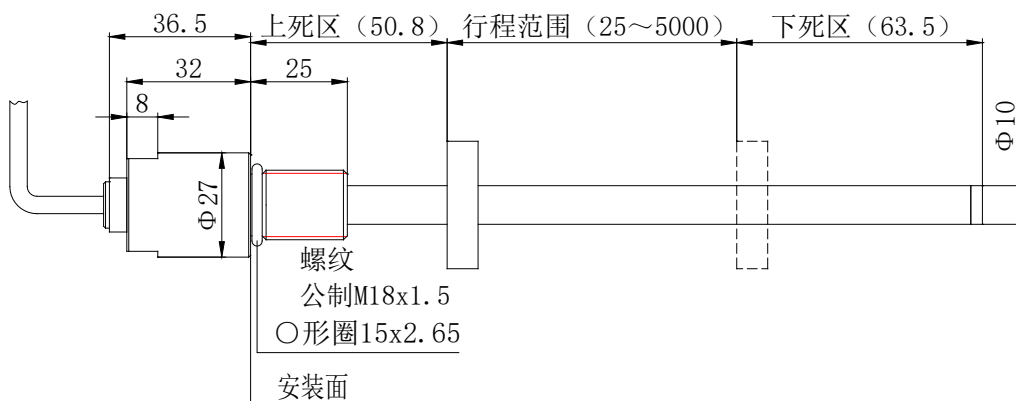 36.5
上死区（50.8）
行程范围（25～5000）
下死区（63.5）
32
25
8
Φ10
Φ27
螺纹
公制M18x1.5
○形圈15x2.65
安装面